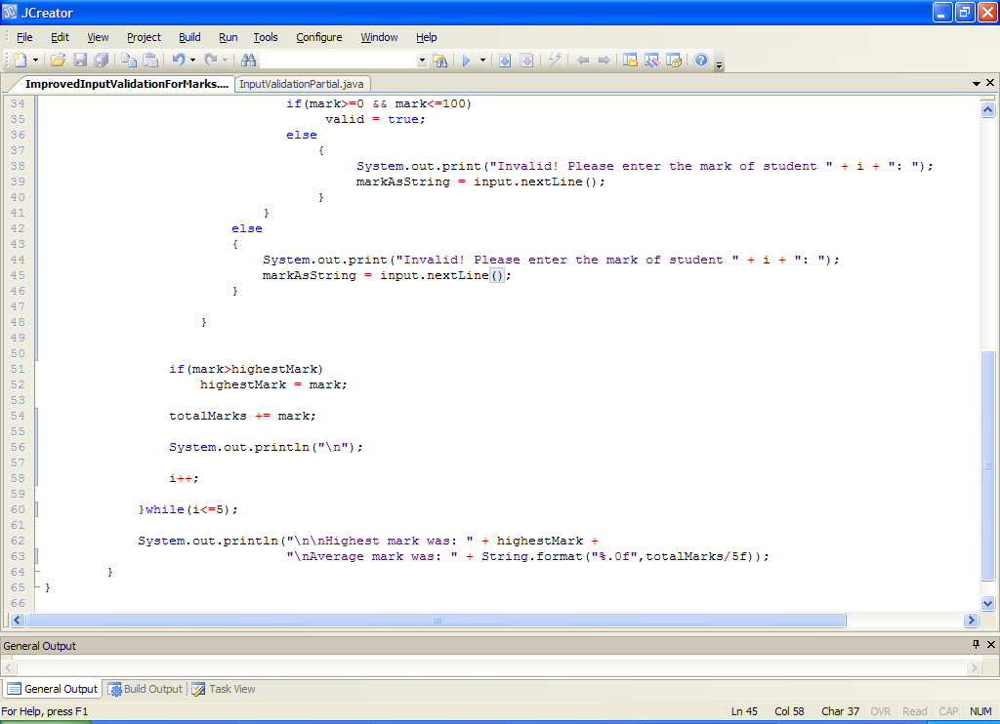 JCreator
File Edit View Project Build Run Tools Configure Window Help
ImprovedInputValidationForMarks.... InputValidationPartial.java
34 if(mark>=0 && mark<=100)
35 valid = true;
36 else
37 {
38 System.out.print("Invalid! Please enter the mark of student " + i + ": ");
39 markAsString = input.nextLine();
40 }
41 }
42 else
43 {
44 System.out.print("Invalid! Please enter the mark of student " + i + ": ");
45 markAsString = input.nextLine();
46 }
47
48 }
49
50
51 if(mark>highestMark)
52 highestMark = mark;
53
54 totalMarks += mark;
55
56 System.out.println("\n");
57
58 i++;
59
60 }while(i<=5);
61
62 System.out.println("\n\nHighest mark was: " + highestMark +
63 "\nAverage mark was: " + String.format("%.0f",totalMarks/5f));
64 }
65 }
66
General Output
General Output Build Output Task View
For Help, press F1 Ln 45 Col 58 Char 37 OVR Read CAP NUM